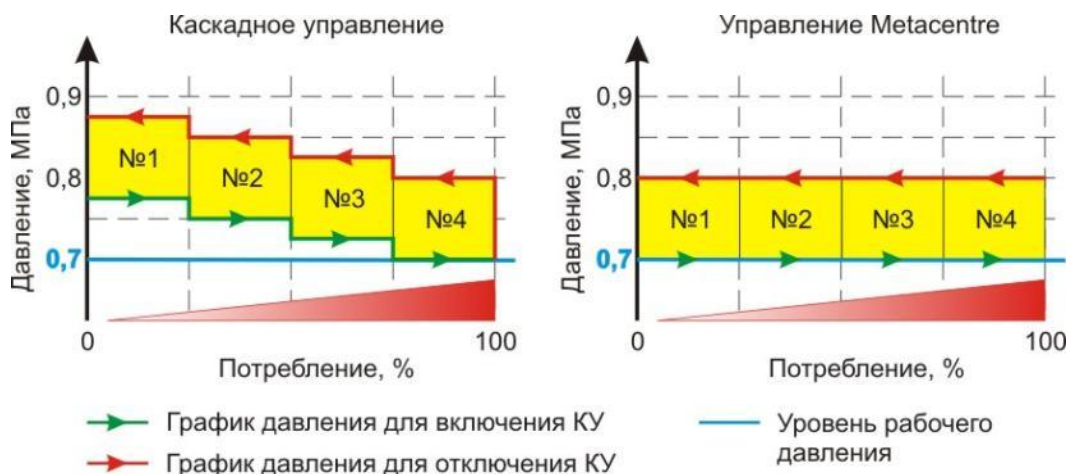 Каскадное управление
Управление Metacentre
Давление, МПа
0,9
0,8
0,7
№1
№2
№3
№4
0
100
Потребление, %
Давление, МПа
0,9
0,8
0,7
№1
№2
№3
№4
0
100
Потребление, %
График давления для включения КУ
График давления для отключения КУ
Уровень рабочего
давления